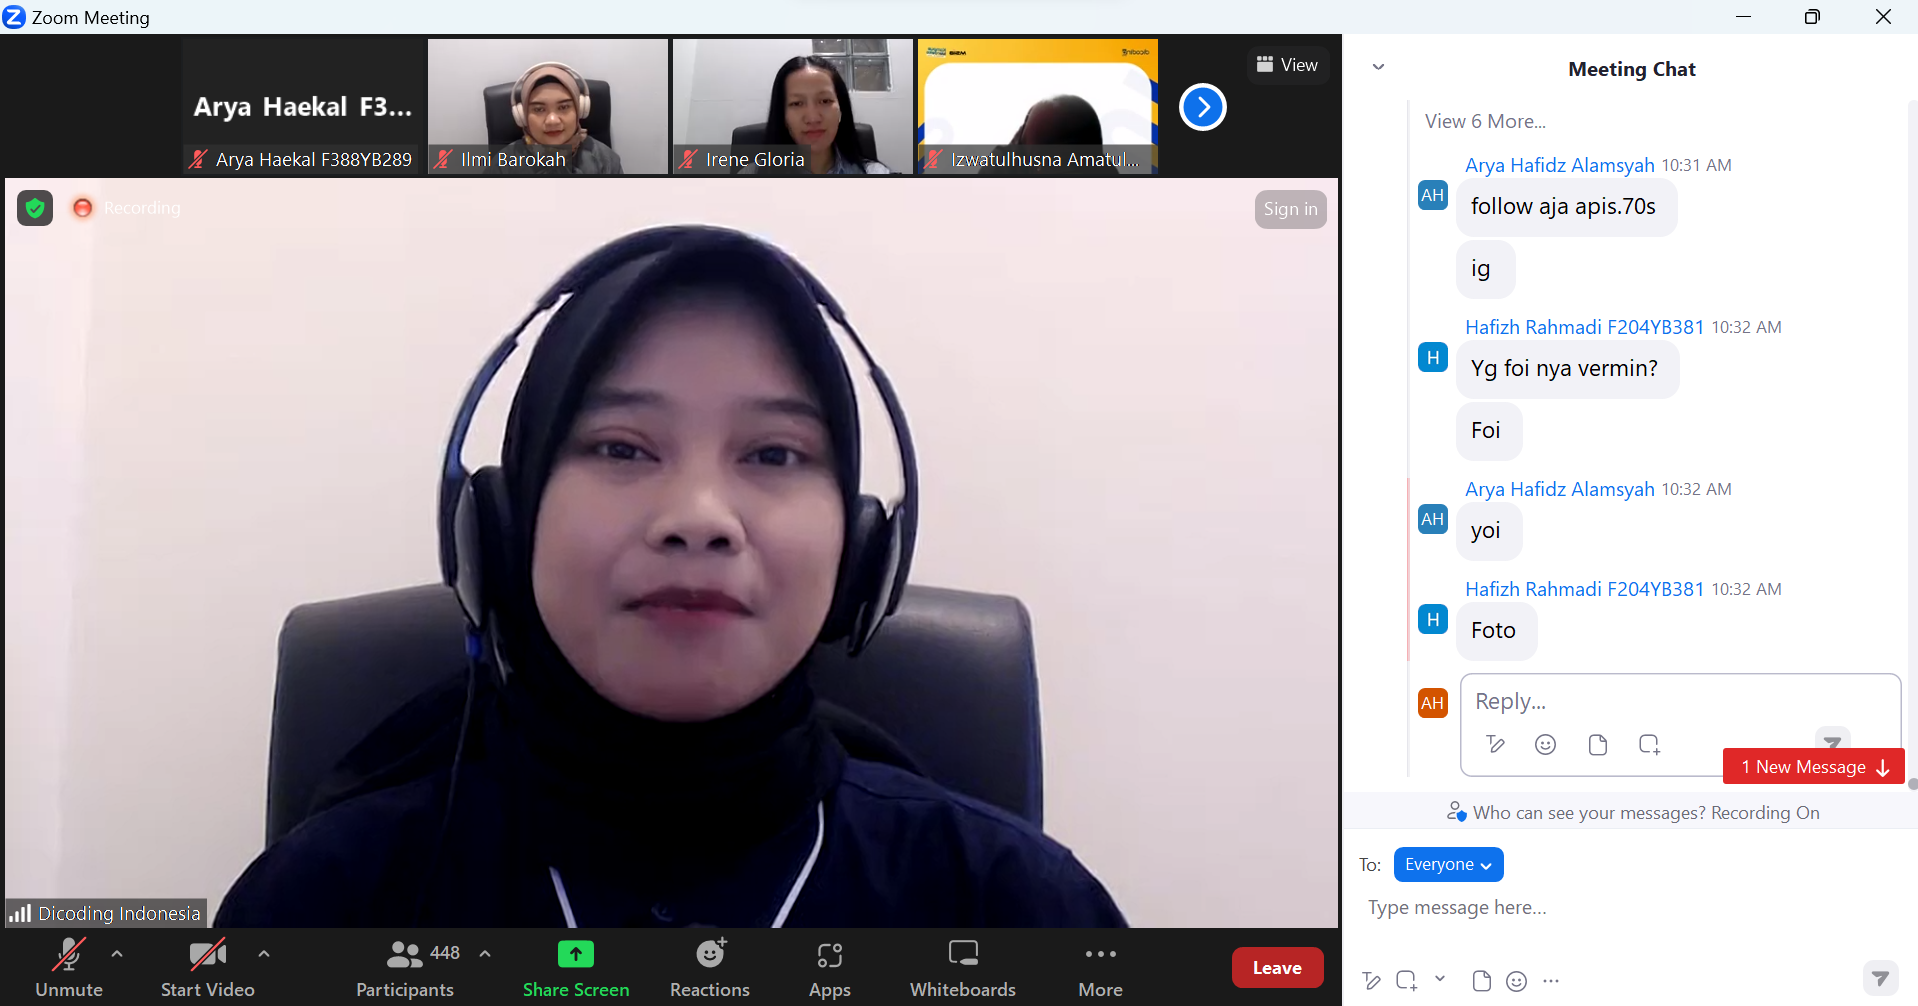 Zoom Meeting
Arya Haekal F3...
Arya Haekal F388YB289
Ilmi Barokah
Irene Gloria
Izwatulhusna Amatul...
View
Recording
Sign in
Dicoding Indonesia
Unmute
Start Video
448
Participants
Share Screen
Reactions
Apps
Whiteboards
More
Leave
Meeting Chat
View 6 More...
Arya Hafidz Alamsyah 10:31 AM
AH
follow aja apis.70s
ig
Hafizh Rahmadi F204YB381 10:32 AM
H
Yg foi nya vermin?
Foi
Arya Hafidz Alamsyah 10:32 AM
AH
yoi
Hafizh Rahmadi F204YB381 10:32 AM
H
Foto
AH
Reply...
1 New Message
Who can see your messages? Recording On
To: Everyone
Type message here...